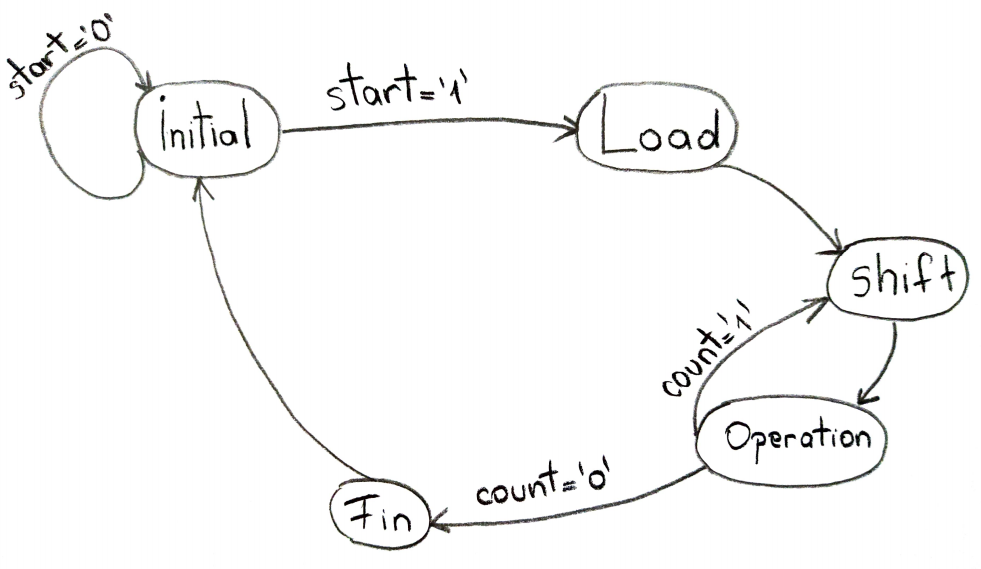 start='0'
initial
start='1'
Load
shift
count='1'
Operation
count='0'
Fin